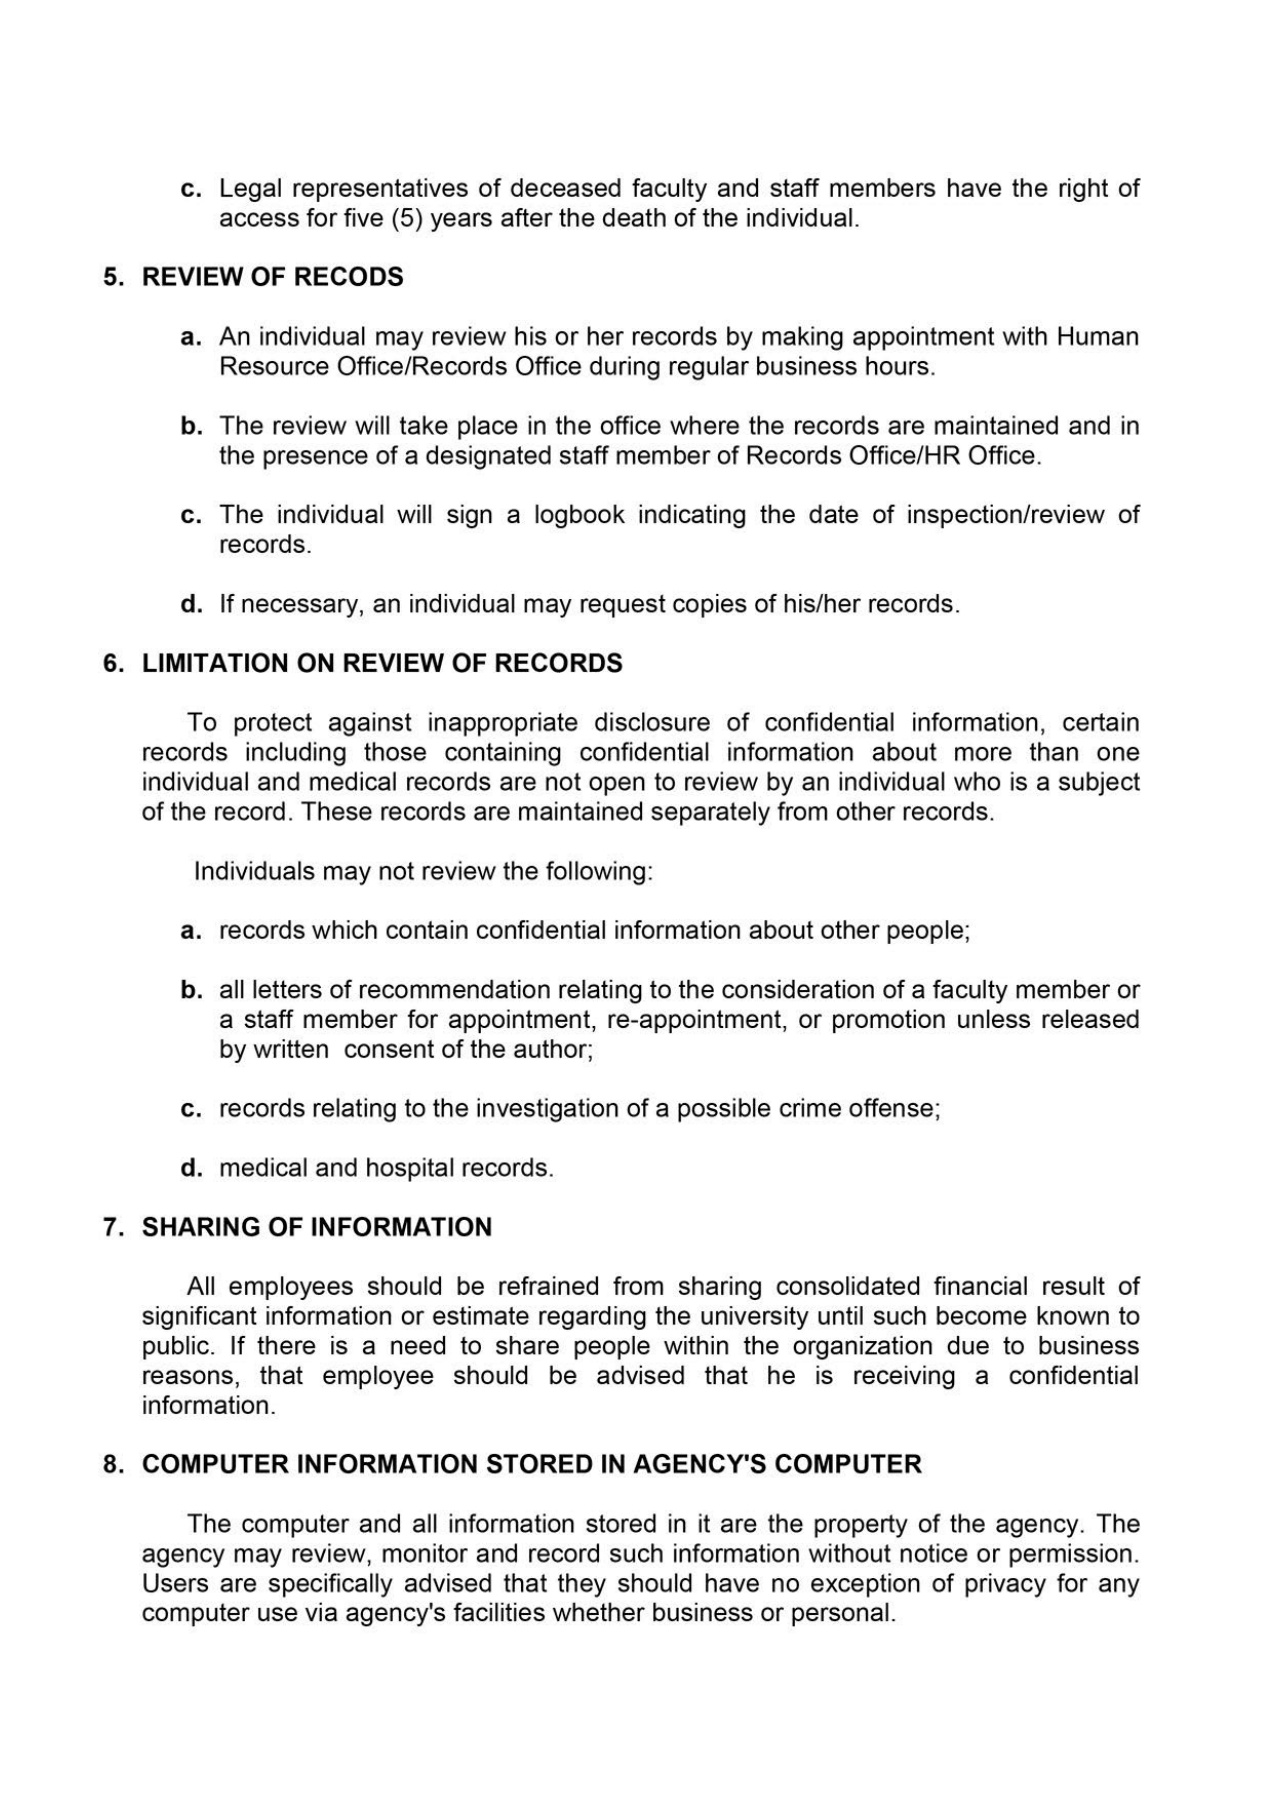 c. Legal representatives of deceased faculty and staff members have the right of
access for five (5) years after the death of the individual.
5. REVIEW OF RECODS
a. An individual may review his or her records by making appointment with Human
Resource Office/Records Office during regular business hours.
b. The review will take place in the office where the records are maintained and in
the presence of a designated staff member of Records Office/HR Office.
c. The individual will sign a logbook indicating the date of inspection/review of
records.
d. If necessary, an individual may request copies of his/her records.
6. LIMITATION ON REVIEW OF RECORDS
To protect against inappropriate disclosure of confidential information, certain
records including those containing confidential information about more than one
individual and medical records are not open to review by an individual who is a subject
of the record. These records are maintained separately from other records.
Individuals may not review the following:
a. records which contain confidential information about other people;
b. all letters of recommendation relating to the consideration of a faculty member or
a staff member for appointment, re-appointment, or promotion unless released
by written  consent of the author;
c. records relating to the investigation of a possible crime offense;
d. medical and hospital records.
7. SHARING OF INFORMATION
All employees should be refrained from sharing consolidated financial result of
significant information or estimate regarding the university until such become known to
public. If there is a need to share people within the organization due to business
reasons, that employee should be advised that he is receiving a confidential
information.
8. COMPUTER INFORMATION STORED IN AGENCY'S COMPUTER
The computer and all information stored in it are the property of the agency. The
agency may review, monitor and record such information without notice or permission.
Users are specifically advised that they should have no exception of privacy for any
computer use via agency's facilities whether business or personal.